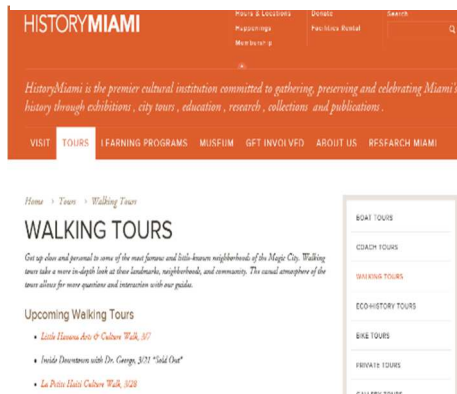 HISTORYMIAMI
Hours & Locations
Happenings
Membership
Donate
Facilities Rental
Search
HistoryMiami is the premier cultural institution committed to gathering, preserving and celebrating Miami's
history through exhibitions , city tours , education , research , collections and publications .
VISIT TOURS LEARNING PROGRAMS MUSEUM GET INVOLVED ABOUT US RESEARCH MIAMI
Home > Tours > Walking Tours
WALKING TOURS
Get up close and personal to some of the most famous and little-known neighborhoods of the Magic City. Walking
tours take a more in-depth look at these landmarks, neighborhoods, and community. The casual atmosphere of the
tours allows for more questions and interaction with our guides.
Upcoming Walking Tours
• Little Havana Arts & Culture Walk, 3/7
• Inside Downtown with Dr. George, 3/21 *Sold Out*
• La Petite Haiti Culture Walk, 3/28
BOAT TOURS
COACH TOURS
WALKING TOURS
ECO-HISTORY TOURS
BIKE TOURS
PRIVATE TOURS
GALLERY TOURS